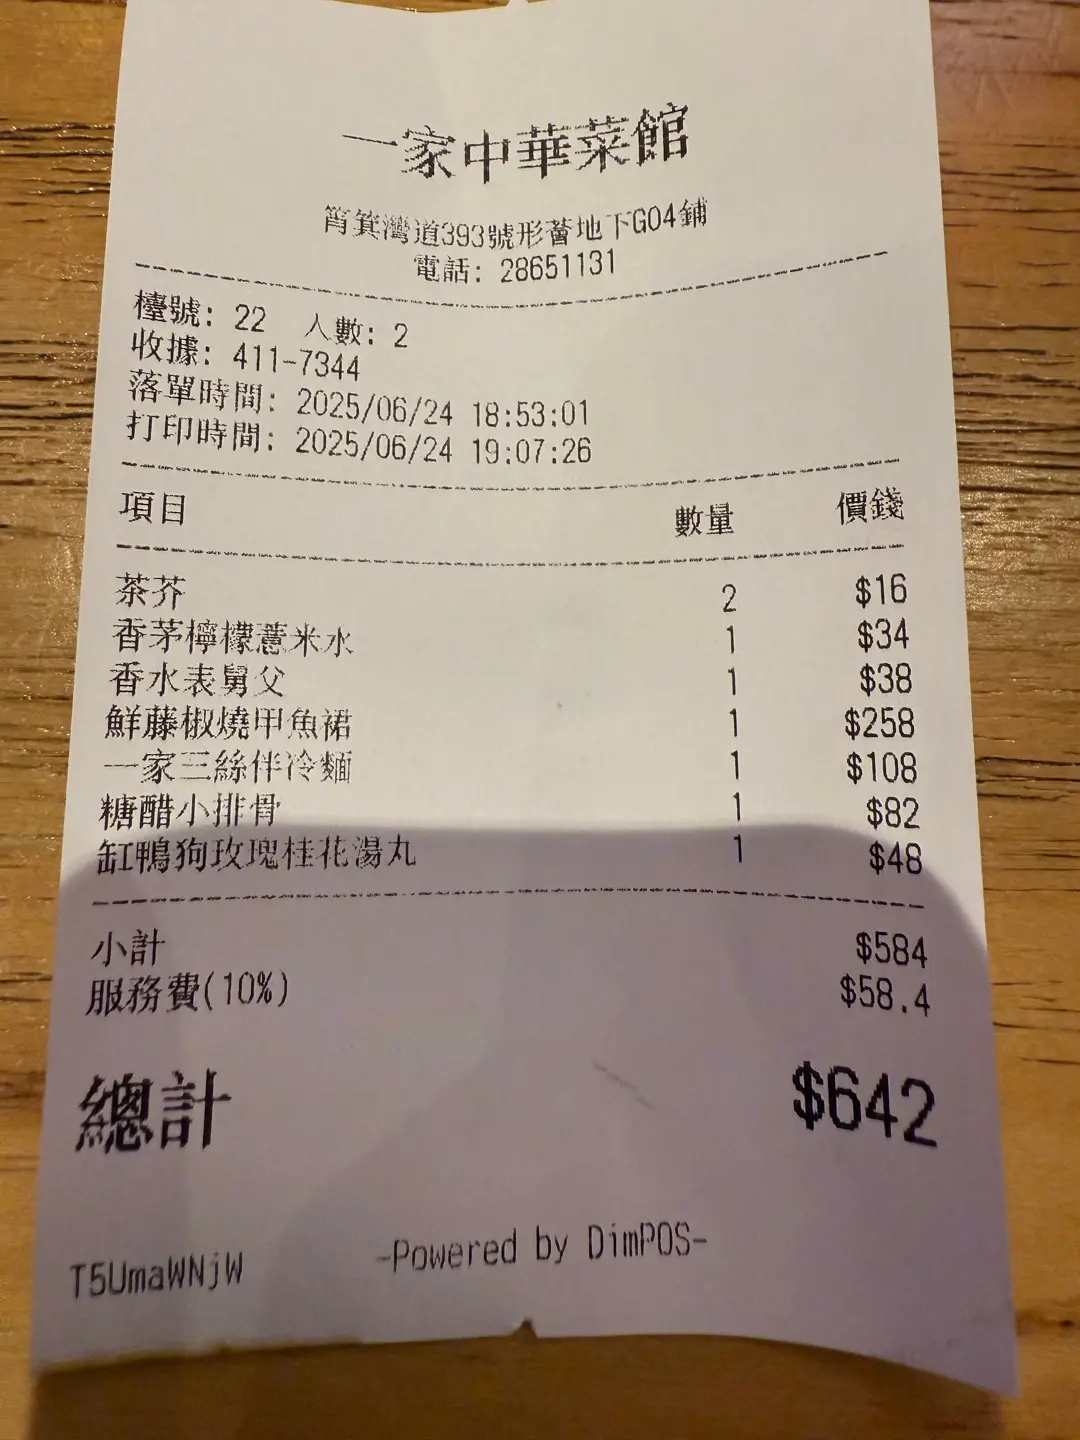 一家中華菜館
筲箕灣道393號形薈地下G04鋪
電話: 28651131
檯號: 22 人數: 2
收據: 411-7344
落單時間: 2025/06/24 18:53:01
打印時間: 2025/06/24 19:07:26
項目 數量 價錢
茶芥 2 $16
香茅檸檬薏米水 1 $34
香水表舅父 1 $38
鮮藤椒燒甲魚裙 1 $258
一家三絲伴冷麵 1 $108
糖醋小排骨 1 $82
缸鴨狗玫瑰桂花湯丸 1 $48
小計 $584
服務費(10%) $58.4
總計 $642
-Powered by DimPOS-
T5UmaWNjW